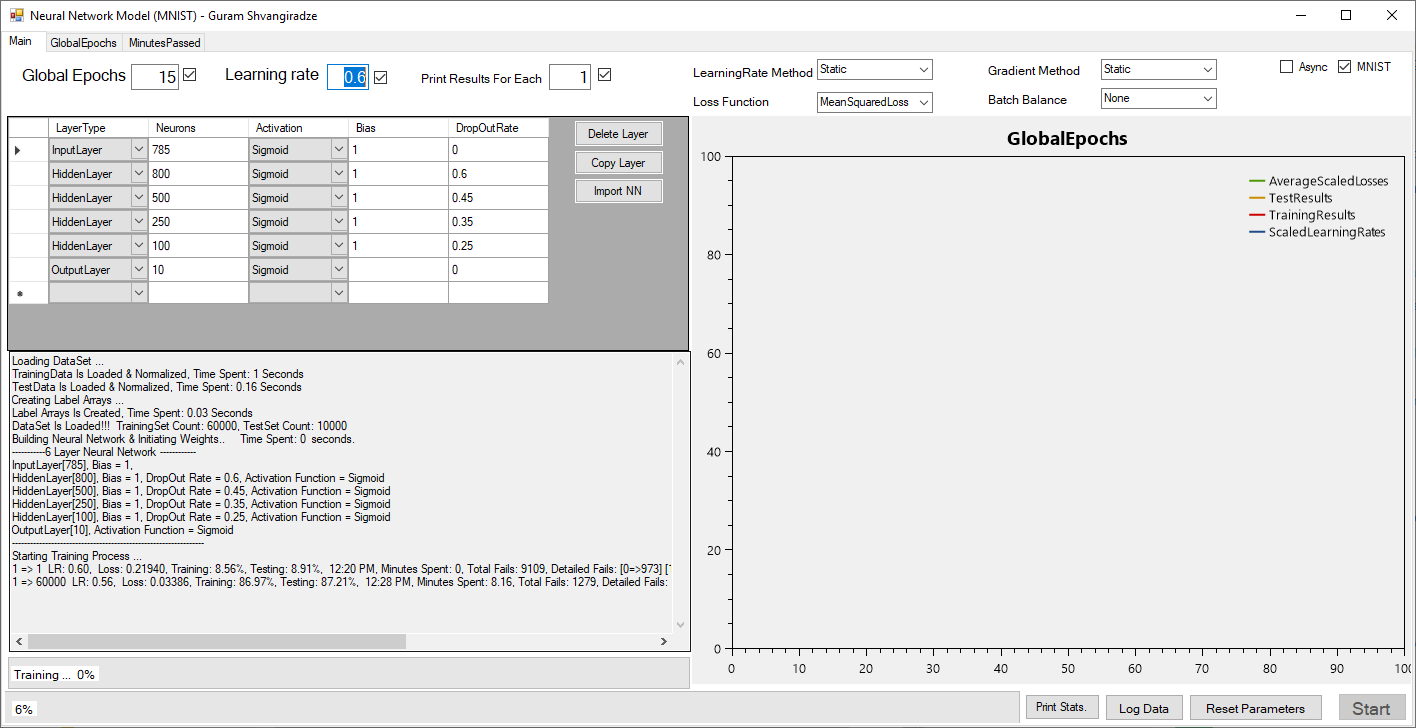 Neural Network Model (MNIST) - Guram Shvangiradze
Main GlobalEpochs MinutesPassed
Global Epochs 15 Learning rate 0.6 Print Results For Each 1
LearningRate Method Static Gradient Method Static Async MNIST
Loss Function MeanSquaredLoss Batch Balance None
LayerType Neurons Activation Bias DropOutRate
InputLayer 785 Sigmoid 1 0
HiddenLayer 800 Sigmoid 1 0.6
HiddenLayer 500 Sigmoid 1 0.45
HiddenLayer 250 Sigmoid 1 0.35
HiddenLayer 100 Sigmoid 1 0.25
OutputLayer 10 Sigmoid 0
Delete Layer
Copy Layer
Import NN
Loading DataSet ...
TrainingData Is Loaded & Normalized, Time Spent: 1 Seconds
TestData Is Loaded & Normalized, Time Spent: 0.16 Seconds
Creating Label Arrays ...
Label Arrays Is Created, Time Spent: 0.03 Seconds
DataSet Is Loaded!!! TrainingSet Count: 60000, TestSet Count: 10000
Building Neural Network & Initiating Weights.. Time Spent: 0 seconds.
-----------6 Layer Neural Network ------------
InputLayer[785], Bias = 1,
HiddenLayer[800], Bias = 1, DropOut Rate = 0.6, Activation Function = Sigmoid
HiddenLayer[500], Bias = 1, DropOut Rate = 0.45, Activation Function = Sigmoid
HiddenLayer[250], Bias = 1, DropOut Rate = 0.35, Activation Function = Sigmoid
HiddenLayer[100], Bias = 1, DropOut Rate = 0.25, Activation Function = Sigmoid
OutputLayer[10], Activation Function = Sigmoid
----------------------------------------------------------------
Starting Training Process ...
1 => 1 LR: 0.60, Loss: 0.21940, Training: 8.56%, Testing: 8.91%, 12:20 PM, Minutes Spent: 0, Total Fails: 9109, Detailed Fails: [0=>973] [1
1 => 60000 LR: 0.56, Loss: 0.03386, Training: 86.97%, Testing: 87.21%, 12:28 PM, Minutes Spent: 8.16, Total Fails: 1279, Detailed Fails:
Training ... 0%
6%
GlobalEpochs
100
80
60
40
20
0
AverageScaledLosses
TestResults
TrainingResults
ScaledLearningRates
0 10 20 30 40 50 60 70 80 90 100
Print Stats. Log Data Reset Parameters Start